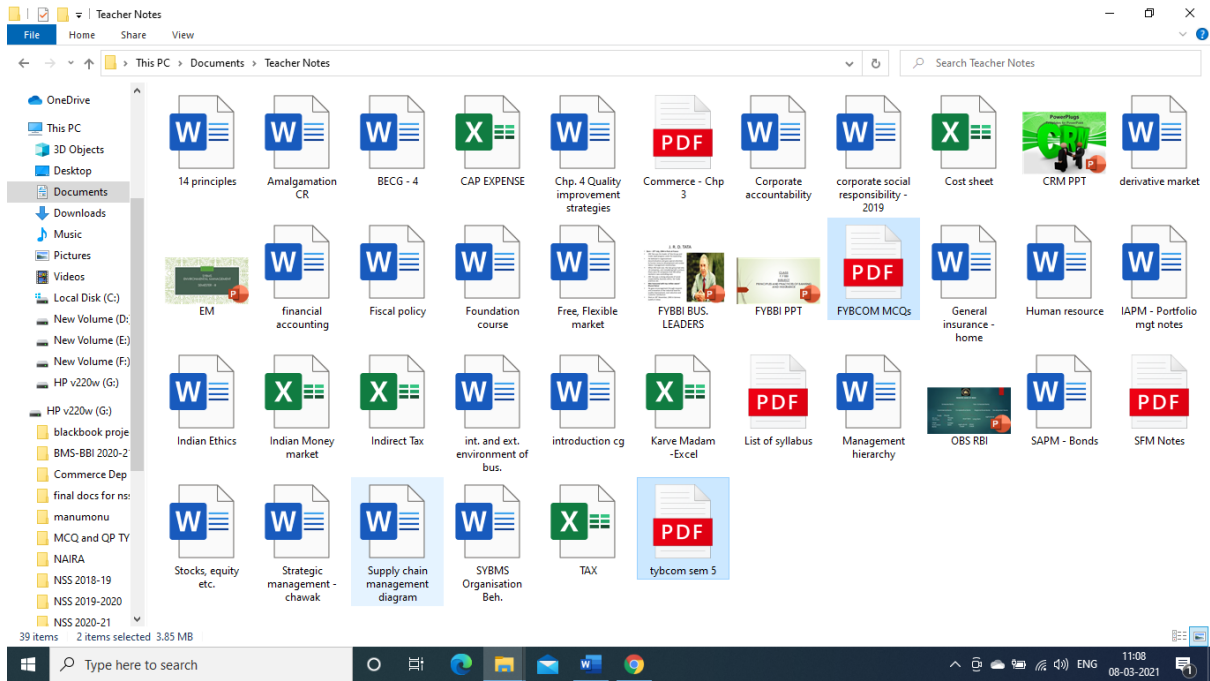 Teacher Notes
File Home Share View
This PC > Documents > Teacher Notes
Search Teacher Notes
OneDrive
This PC
3D Objects
Desktop
Documents
Downloads
Music
Pictures
Videos
Local Disk (C:)
New Volume (D:
New Volume (E:)
New Volume (F:)
HP v220w (G:)
HP v220w (G:)
blackbook proje
BMS-BBI 2020-2
Commerce Dep
final docs for ns
manumonu
MCQ and QP TY
NAIRA
NSS 2018-19
NSS 2019-2020
NSS 2020-21
14 principles
Amalgamation
CR
BECG - 4
CAP EXPENSE
Chp. 4 Quality
improvement
strategies
PDF
Commerce - Chp
3
Corporate
accountability
corporate social
responsibility -
2019
Cost sheet
PowerPlugs
CRM
CRM PPT
derivative market
EM
financial
accounting
Fiscal policy
Foundation
course
Free, Flexible
market
J. R. D. TATA
FYBBI BUS.
LEADERS
FYBBI PPT
PDF
FYBCOM MCQs
General
insurance -
home
Human resource
IAPM - Portfolio
mgt notes
Indian Ethics
Indian Money
market
Indirect Tax
int. and ext.
environment of
bus.
introduction cg
Karve Madam
-Excel
PDF
List of syllabus
Management
hierarchy
OBS RBI
SAPM - Bonds
PDF
SFM Notes
Stocks, equity
etc.
Strategic
management -
chawak
Supply chain
management
diagram
SYBMS
Organisation
Beh.
TAX
PDF
tybcom sem 5
39 items 2 items selected 3.85 MB
Type here to search
ENG
11:08
08-03-2021
1